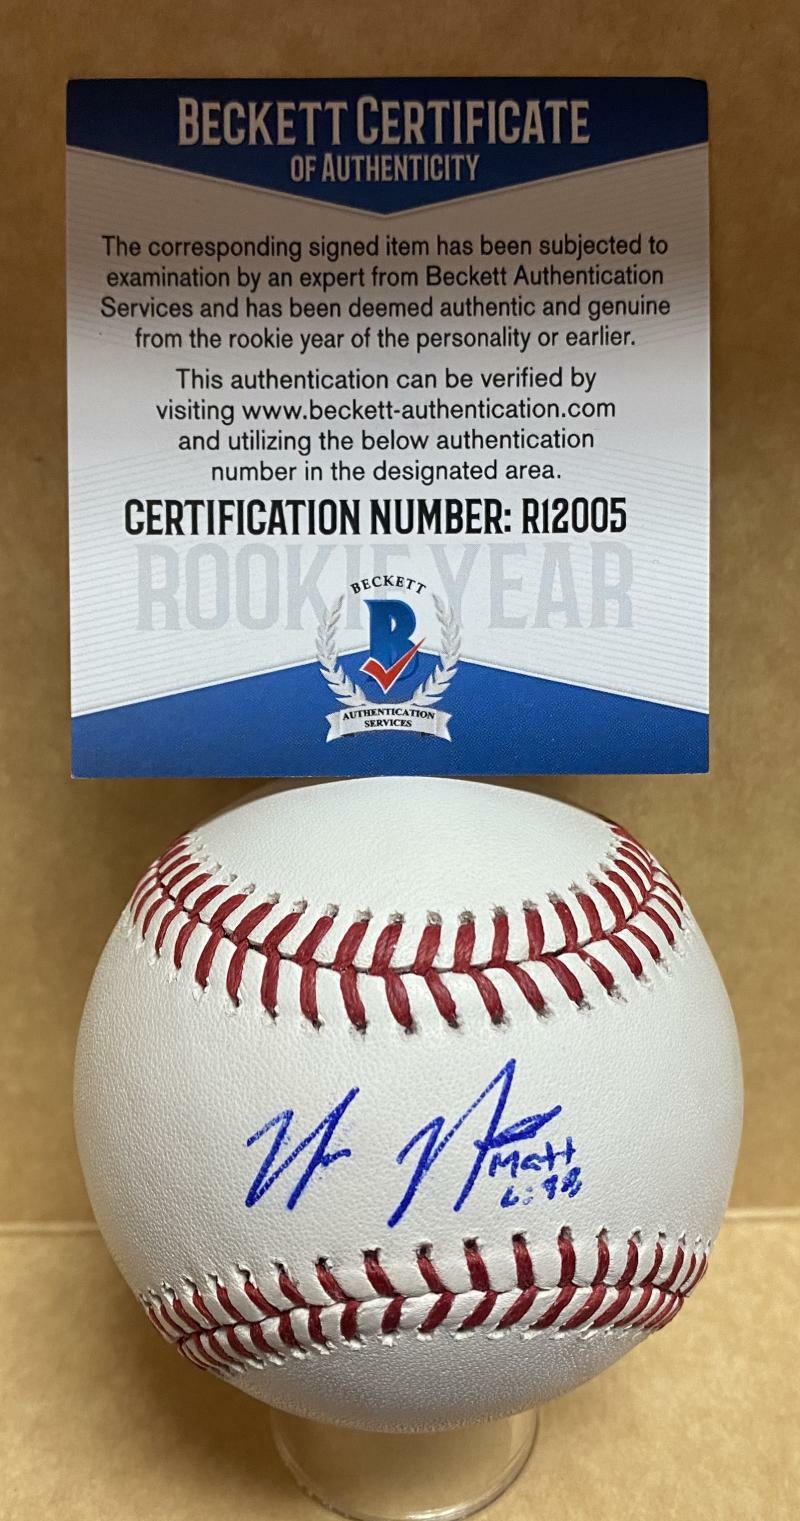 BECKETT CERTIFICATE
OF AUTHENTICITY
The corresponding signed item has been subjected to
examination by an expert from Beckett Authentication
Services and has been deemed authentic and genuine
from the rookie year of the personality or earlier.
This authentication can be verified by
visiting www.beckett-authentication.com
and utilizing the below authentication
number in the designated area.
CERTIFICATION NUMBER: R12005
ROOKIE YEAR
BECKETT
B
AUTHENTICATION
SERVICES
Matt